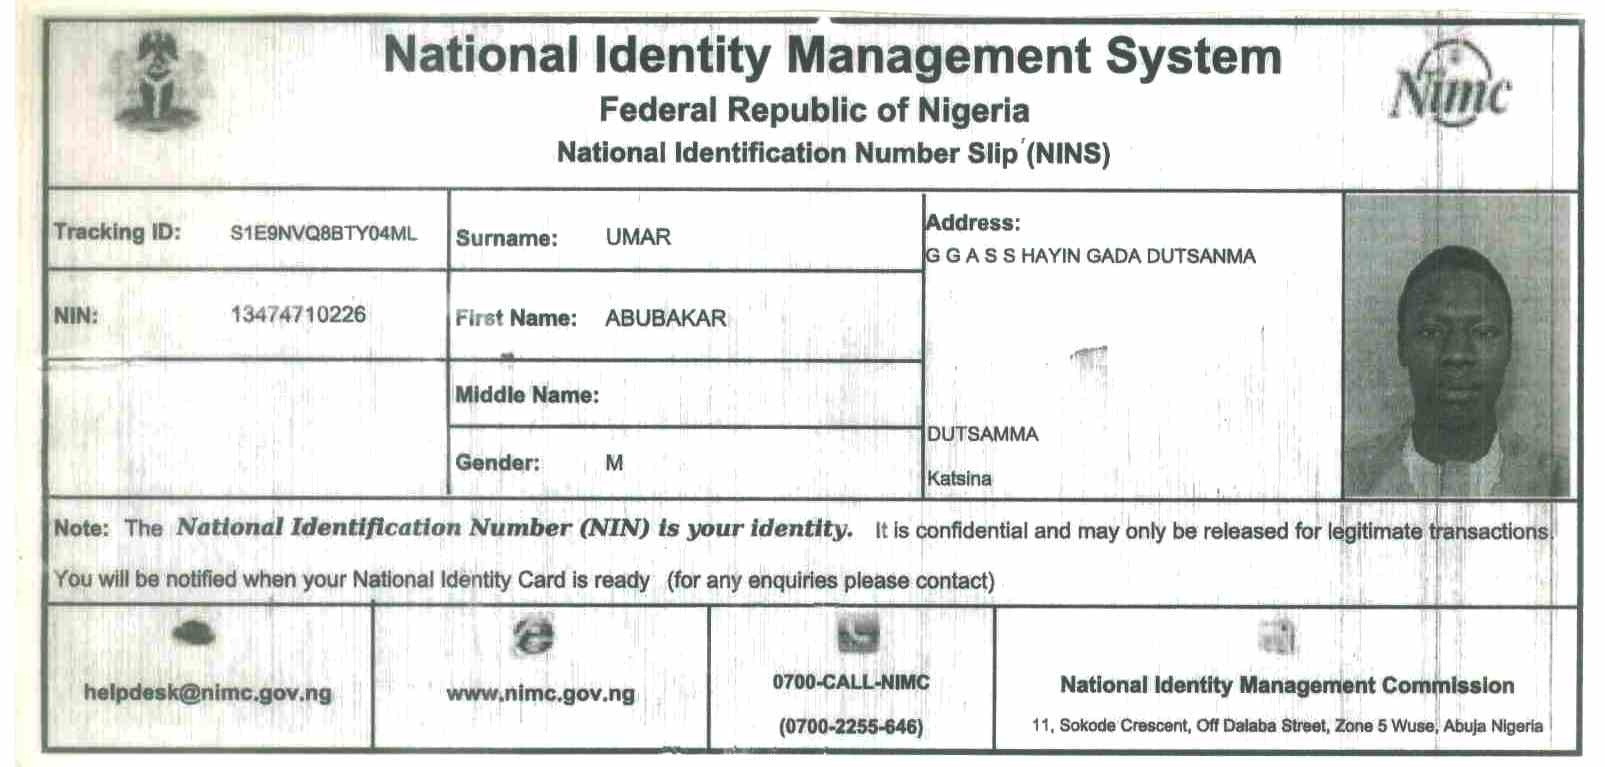 National Identity Management System
Federal Republic of Nigeria
National Identification Number Slip (NINS)
Nimc
Tracking ID: S1E9NVQ8BTY04ML
Surname: UMAR
Address:
G G A S S HAYIN GADA DUTSANMA
NIN: 13474710226
First Name: ABUBAKAR
Middle Name:
DUTSAMMA
Gender: M
Katsina
Note: The National Identification Number (NIN) is your identity. It is confidential and may only be released for legitimate transactions.
You will be notified when your National Identity Card is ready (for any enquiries please contact)
helpdesk@nimc.gov.ng
www.nimc.gov.ng
0700-CALL-NIMC
(0700-2255-646)
National Identity Management Commission
11, Sokode Crescent, Off Dalaba Street, Zone 5 Wuse, Abuja Nigeria